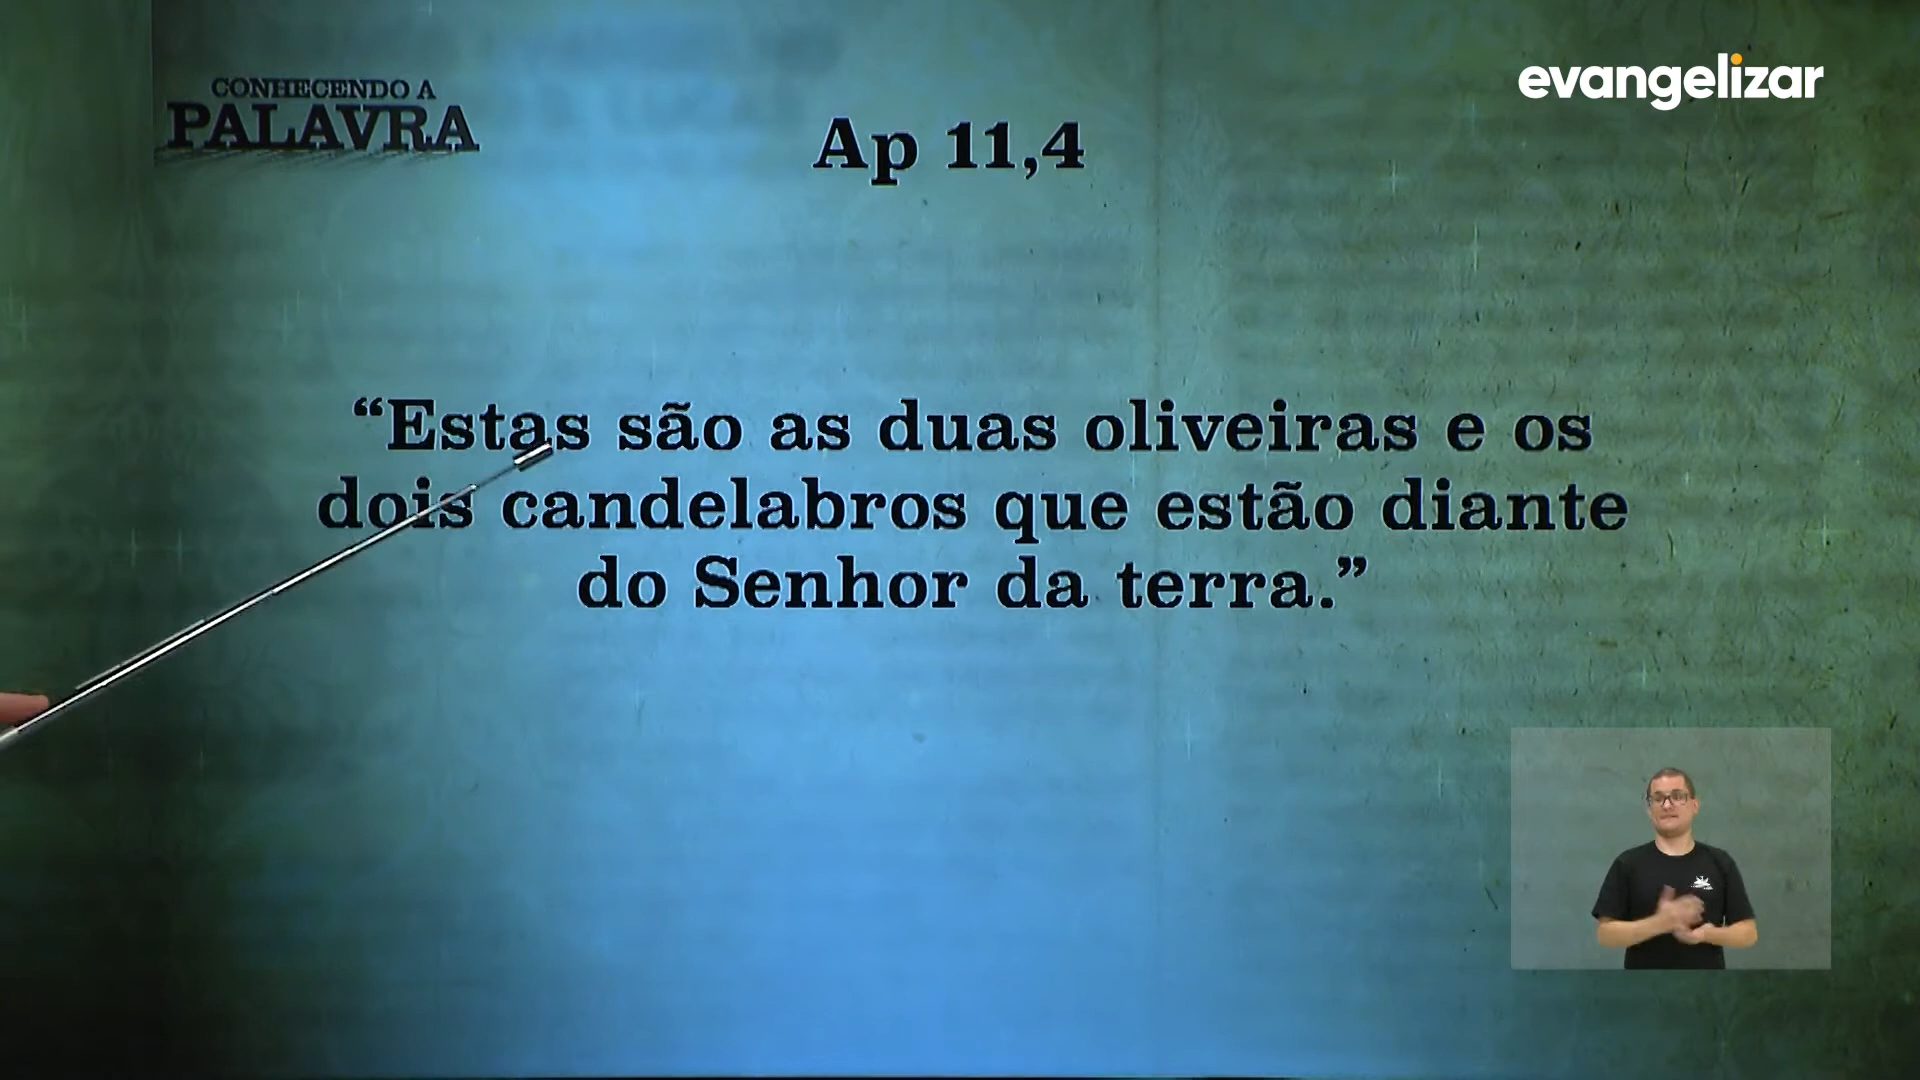 CONHECENDO A
PALAVRA
evangelizar
Ap 11,4
“Estas são as duas oliveiras e os
dois candelabros que estão diante
do Senhor da terra.”